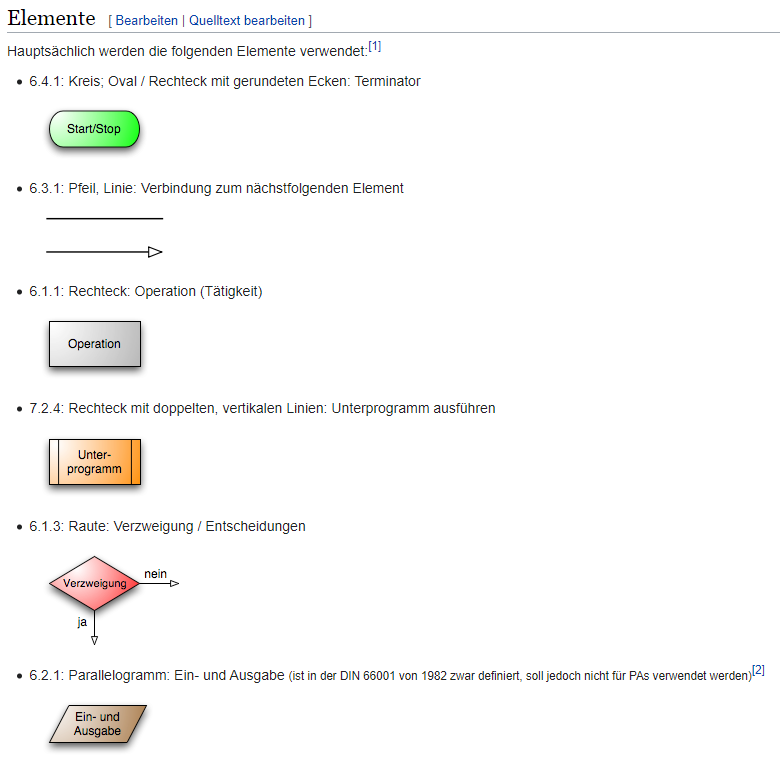 Elemente [ Bearbeiten | Quelltext bearbeiten ]
Hauptsächlich werden die folgenden Elemente verwendet:[1]
• 6.4.1: Kreis; Oval / Rechteck mit gerundeten Ecken: Terminator
Start/Stop
• 6.3.1: Pfeil, Linie: Verbindung zum nächstfolgenden Element
• 6.1.1: Rechteck: Operation (Tätigkeit)
Operation
• 7.2.4: Rechteck mit doppelten, vertikalen Linien: Unterprogramm ausführen
Unter-
programm
• 6.1.3: Raute: Verzweigung / Entscheidungen
nein
Verzweigung
ja
• 6.2.1: Parallelogramm: Ein- und Ausgabe (ist in der DIN 66001 von 1982 zwar definiert, soll jedoch nicht für PAs verwendet werden)[2]
Ein- und
Ausgabe